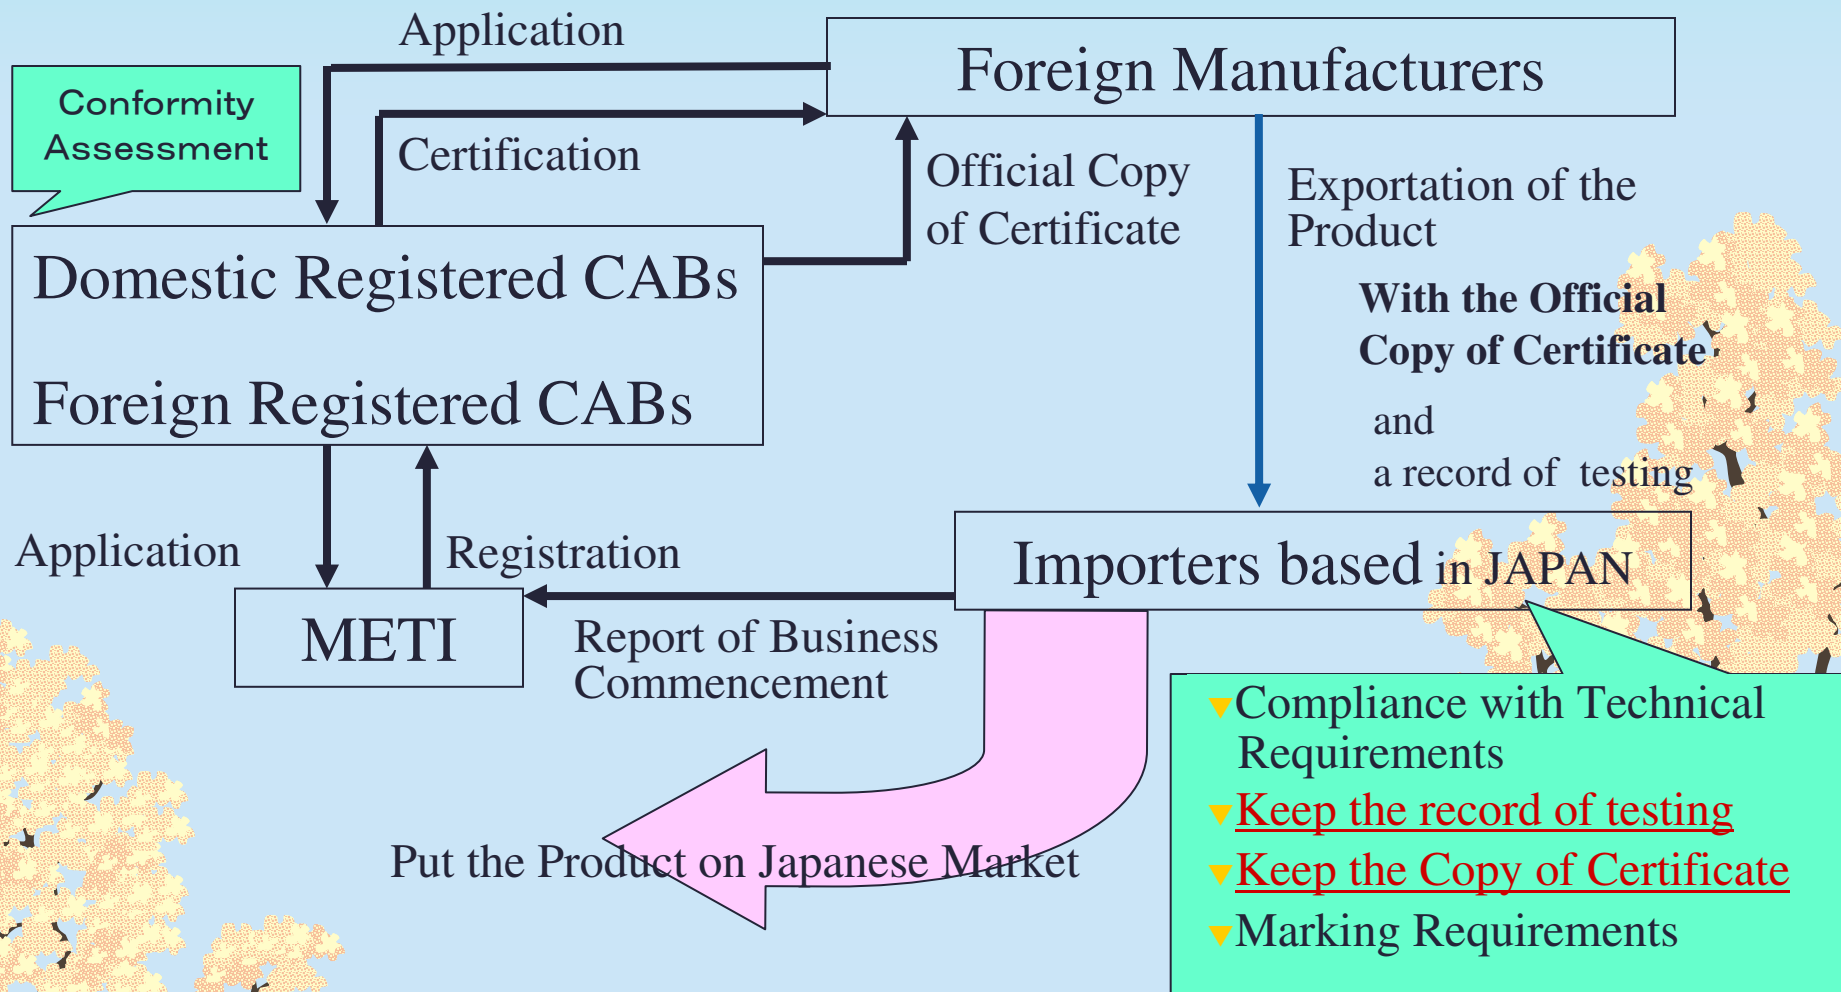 Application
Foreign Manufacturers
Conformity
Assessment
Certification
Official Copy
of Certificate
Exportation of the
Product
Domestic Registered CABs
Foreign Registered CABs
With the Official
Copy of Certificate
and
a record of testing
Application
Registration
Importers based in JAPAN
METI
Report of Business
Commencement
▼Compliance with Technical
Requirements
▼Keep the record of testing
▼Keep the Copy of Certificate
▼Marking Requirements
Put the Product on Japanese Market